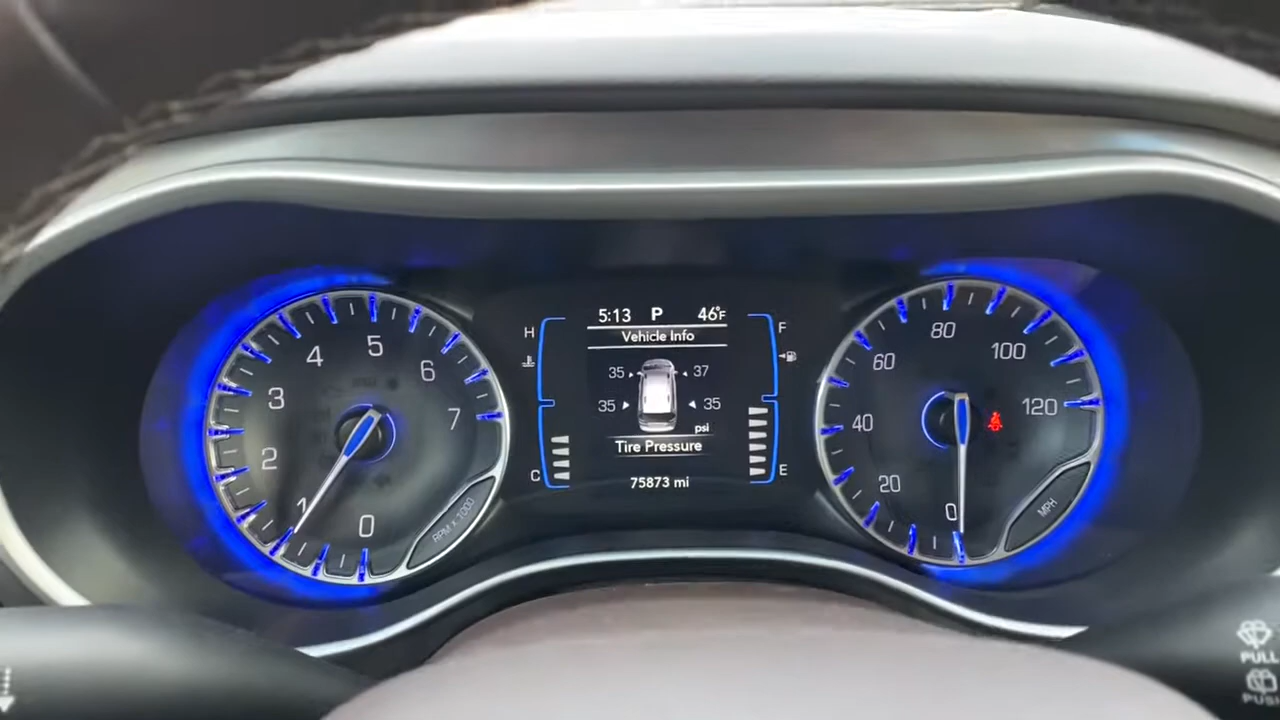 5:13 P 46°F
Vehicle Info
H
F
35 37
35 35
psi
Tire Pressure
C
E
75873 mi
0 1 2 3 4 5 6 7
RPM x 1000
0 20 40 60 80 100 120
MPH
PULL
PUSH